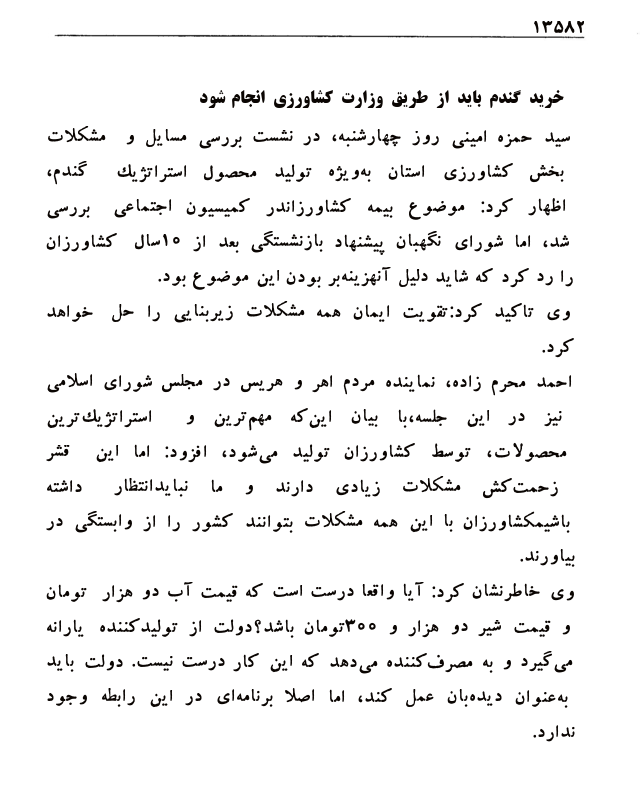 ۱۳۵۸۲
خرید گندم باید از طریق وزارت کشاورزی انجام شود
سید حمزه امینی روز چهارشنبه، در نشست بررسی مسایل و مشکلات
بخش کشاورزی استان به‌ویژه تولید محصول استراتژیک گندم،
اظهار کرد: موضوع بیمه کشاورزاندر کمیسیون اجتماعی بررسی
شد، اما شورای نگهبان پیشنهاد بازنشستگی بعد از ۱۰سال کشاورزان
را رد کرد که شاید دلیل آنهزینه‌بر بودن این موضوع بود.
وی تاکید کرد:تقویت ایمان همه مشکلات زیربنایی را حل خواهد
کرد.
احمد محرم زاده، نماینده مردم اهر و هریس در مجلس شورای اسلامی
نیز در این جلسه،با بیان این‌که مهم‌ترین و استراتژیک‌ترین
محصولات، توسط کشاورزان تولید می‌شود، افزود: اما این قشر
زحمت‌کش مشکلات زیادی دارند و ما نبایدانتظار داشته
باشیمکشاورزان با این همه مشکلات بتوانند کشور را از وابستگی در
بیاورند.
وی خاطرنشان کرد: آیا واقعا درست است که قیمت آب دو هزار تومان
و قیمت شیر دو هزار و ۳۰۰تومان باشد؟دولت از تولیدکننده یارانه
می‌گیرد و به مصرف‌کننده می‌دهد که این کار درست نیست. دولت باید
به‌عنوان دیده‌بان عمل کند، اما اصلا برنامه‌ای در این رابطه وجود
ندارد.